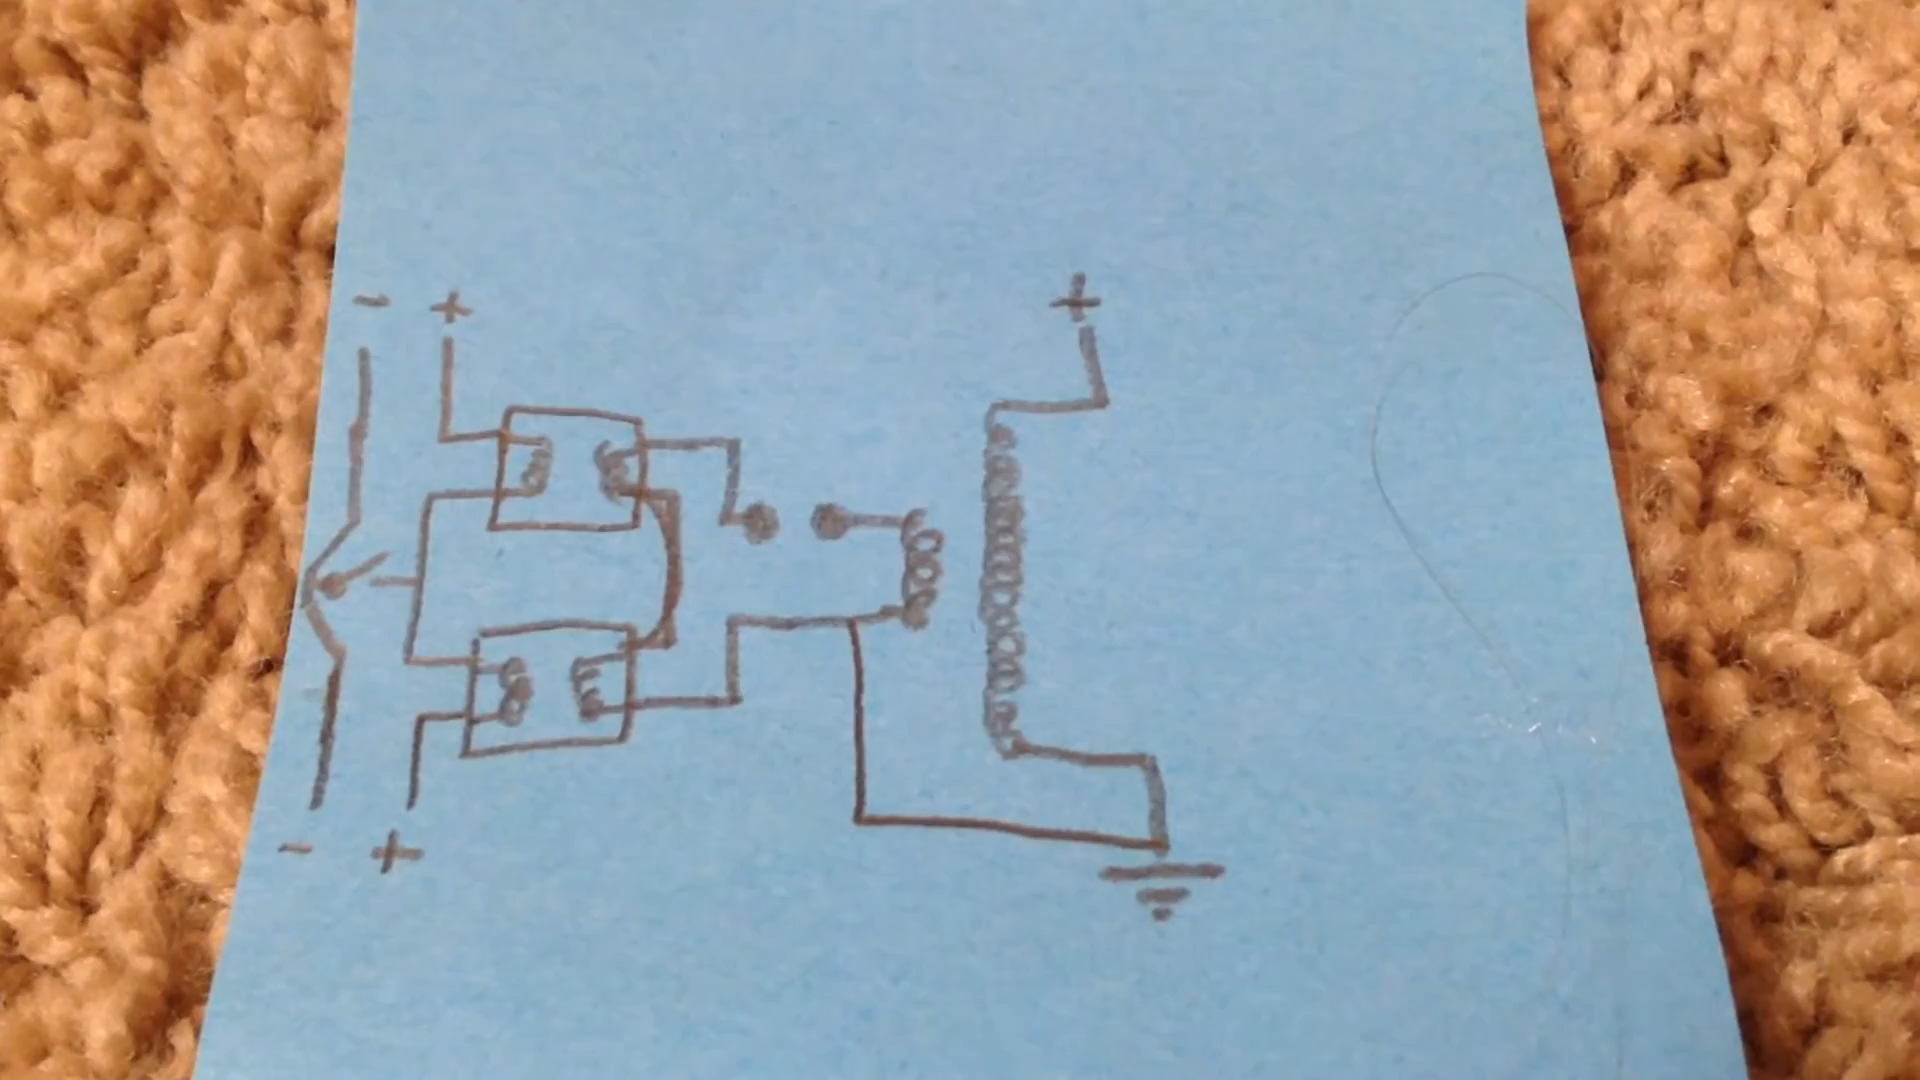 - +
+
- +